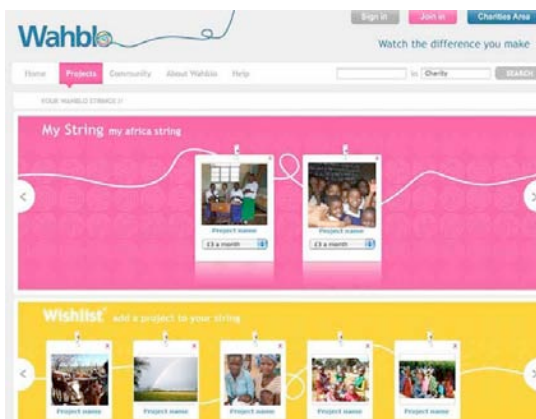 Sign in Join in Charities Area
Wahblo
Watch the difference you make
Home Projects Community About Wahblo Help in Charity SEARCH
YOUR WAHBLO STRINGS //
My String my africa string
Project name Project name
£3 a month £3 a month
Wishlist add a project to your string
Project name Project name Project name Project name Project name